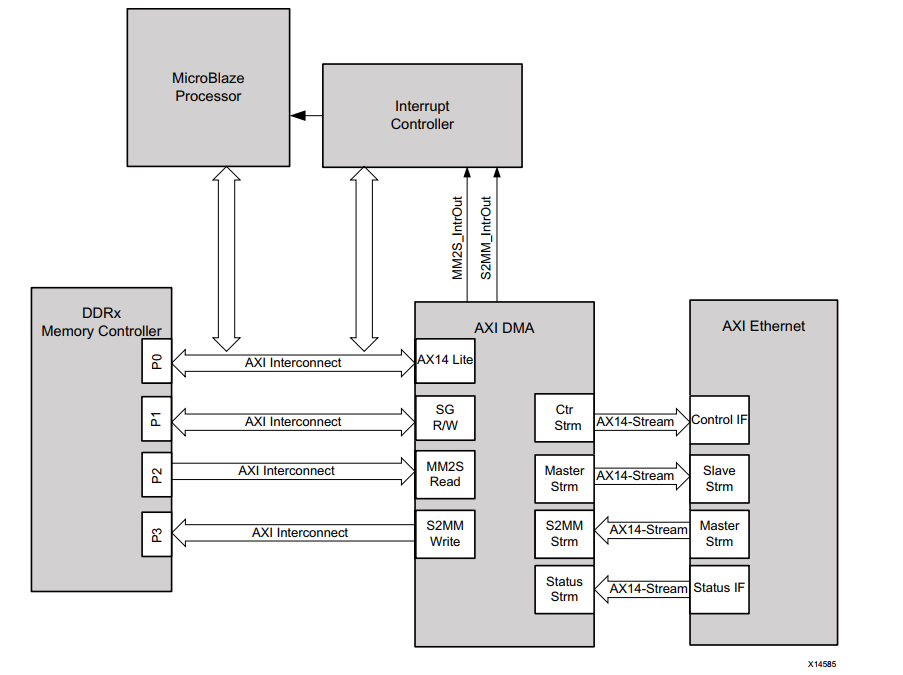 MicroBlaze
Processor
Interrupt
Controller
MM2S_IntrOut
S2MM_IntrOut
DDRx
Memory Controller
AXI DMA
AXI Ethernet
P0
AXI Interconnect
AX14 Lite
P1
AXI Interconnect
SG
R/W
Ctr
Strm
AX14-Stream
Control IF
P2
AXI Interconnect
MM2S
Read
Master
Strm
AX14-Stream
Slave
Strm
P3
AXI Interconnect
S2MM
Write
S2MM
Strm
AX14-Stream
Master
Strm
Status
Strm
AX14-Stream
Status IF
X14585